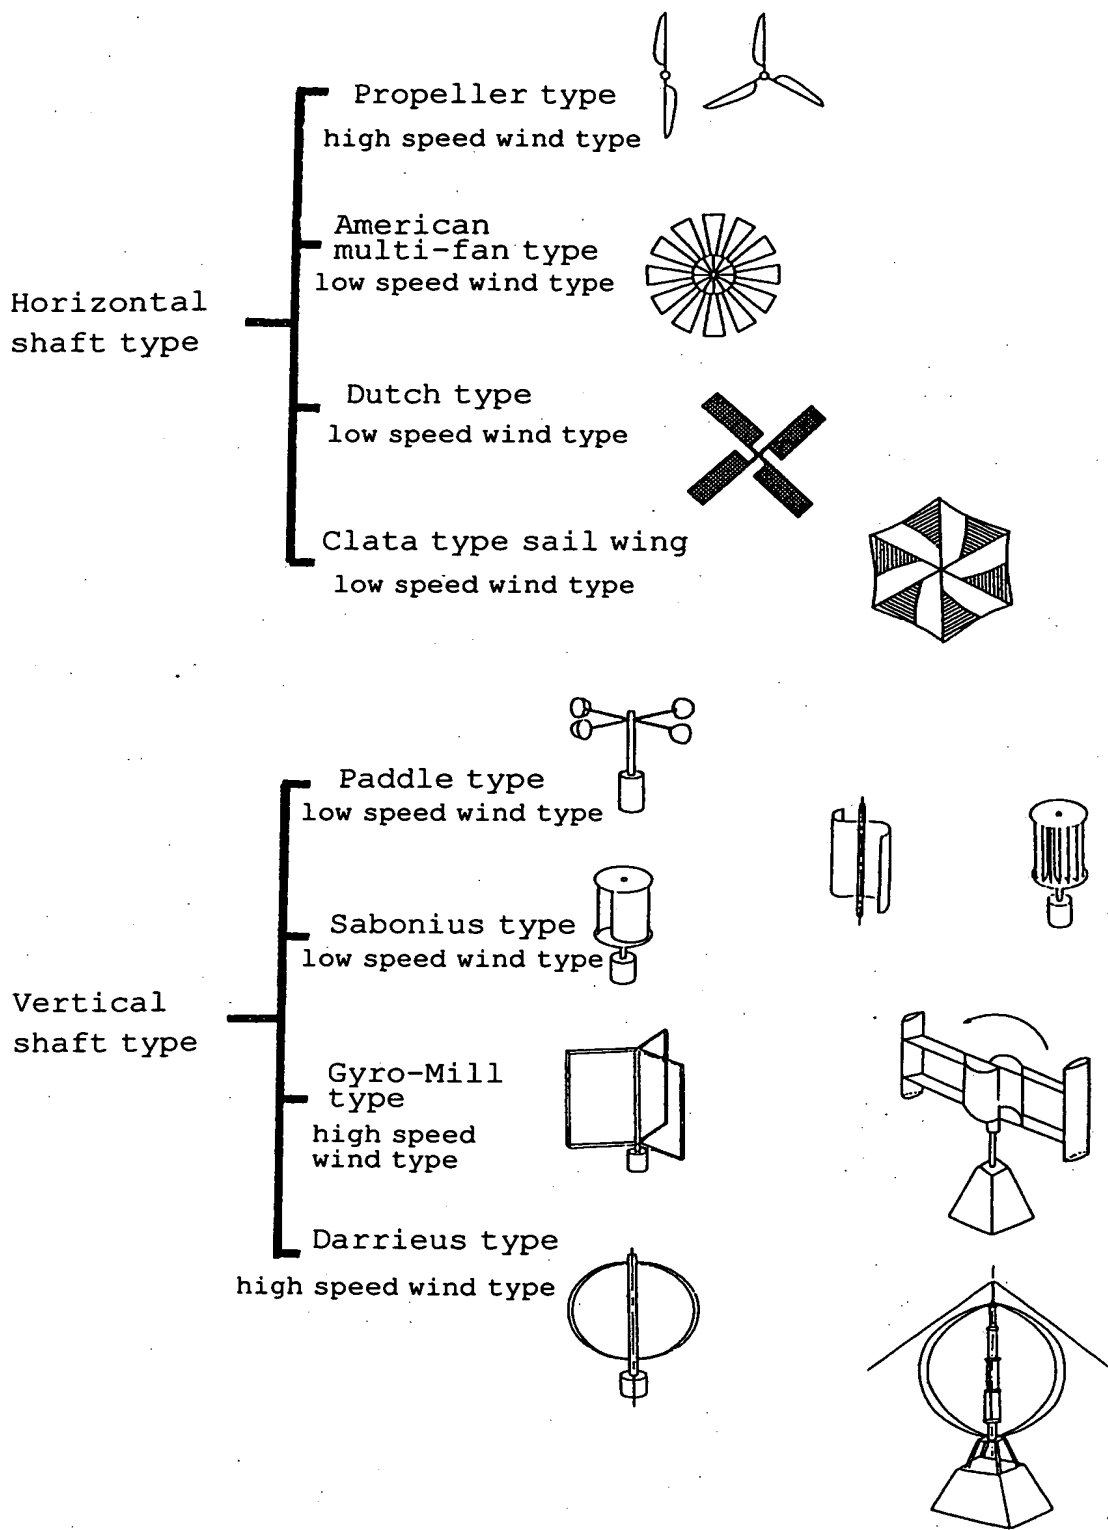 Propeller type
high speed wind type
American
multi-fan type
low speed wind type
Horizontal
shaft type
Dutch type
low speed wind type
Clata type sail wing
low speed wind type
Paddle type
low speed wind type
Sabonius type
low speed wind type
Vertical
shaft type
Gyro-Mill
type
high speed
wind type
Darrieus type
high speed wind type